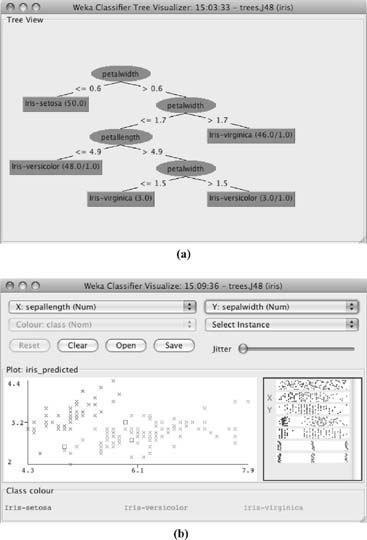 Weka Classifier Tree Visualizer: 15:03:33 - trees.J48 (iris)
Tree View
petalwidth
<= 0.6 > 0.6
Iris-setosa (50.0) petalwidth
<= 1.7 > 1.7
petallength Iris-virginica (46.0/1.0)
<= 4.9 > 4.9
Iris-versicolor (48.0/1.0) petalwidth
<= 1.5 > 1.5
Iris-virginica (3.0) Iris-versicolor (3.0/1.0)
(a)
Weka Classifier Visualize: 15:09:36 - trees.J48 (iris)
X: sepallength (Num) Y: sepalwidth (Num)
Colour: class (Nom) Select Instance
Reset Clear Open Save Jitter
Plot: iris_predicted
4.4
3.2
2
4.3 6.1 7.9
X
Y
Class colour
Iris-setosa Iris-versicolor Iris-virginica
(b)